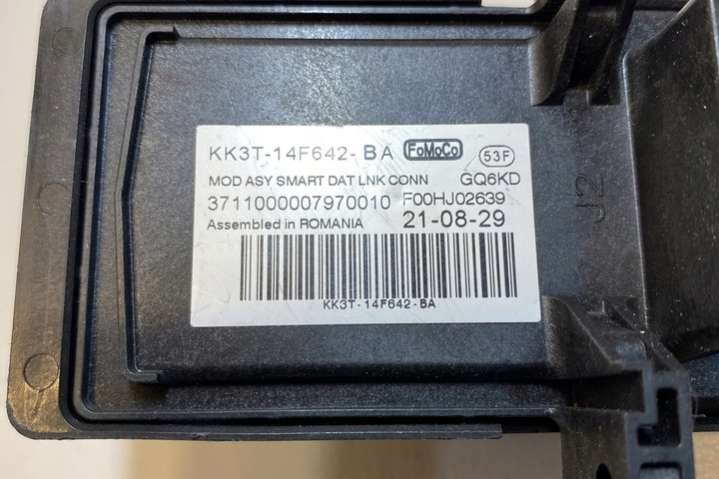 KK3T-14F642-BA FoMoCo 53F
MOD ASY SMART DAT LNK CONN GQ6KD
3711000007970010 F00HJ02639
Assembled in ROMANIA 21-08-29
KK3T-14F642-BA
J2